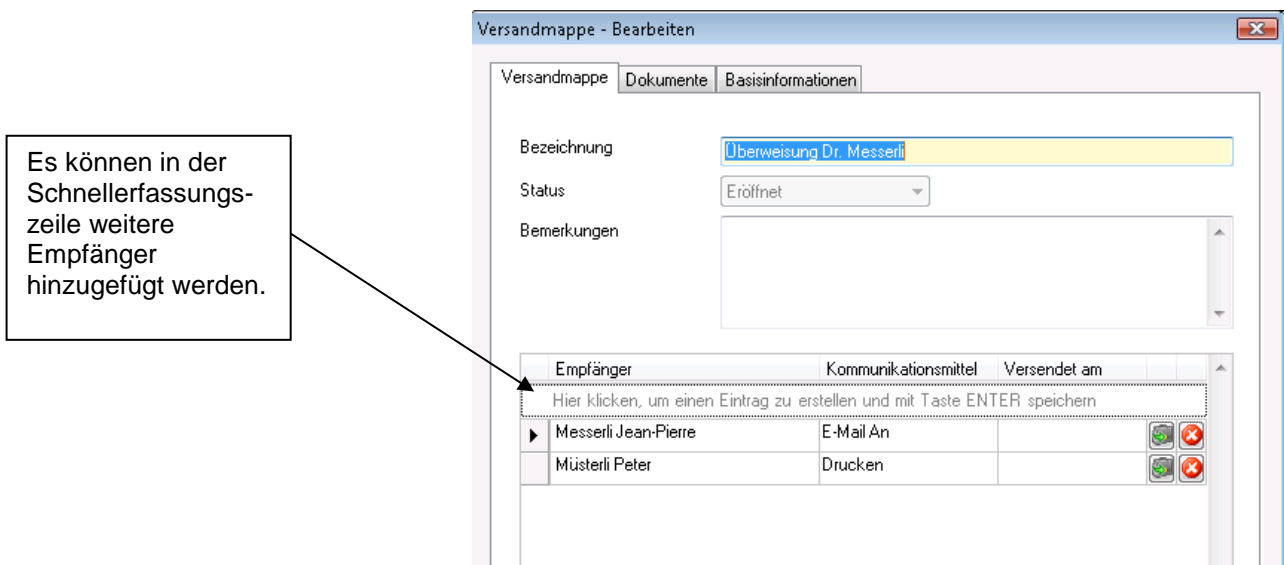 Versandmappe - Bearbeiten
Versandmappe Dokumente Basisinformationen
Es können in der
Schnellerfassungs-
zeile weitere
Empfänger
hinzugefügt werden.
Bezeichnung Überweisung Dr. Messerli
Status Eröffnet
Bemerkungen
Empfänger Kommunikationsmittel Versendet am
Hier klicken, um einen Eintrag zu erstellen und mit Taste ENTER speichern
Messerli Jean-Pierre E-Mail An
Müsterli Peter Drucken